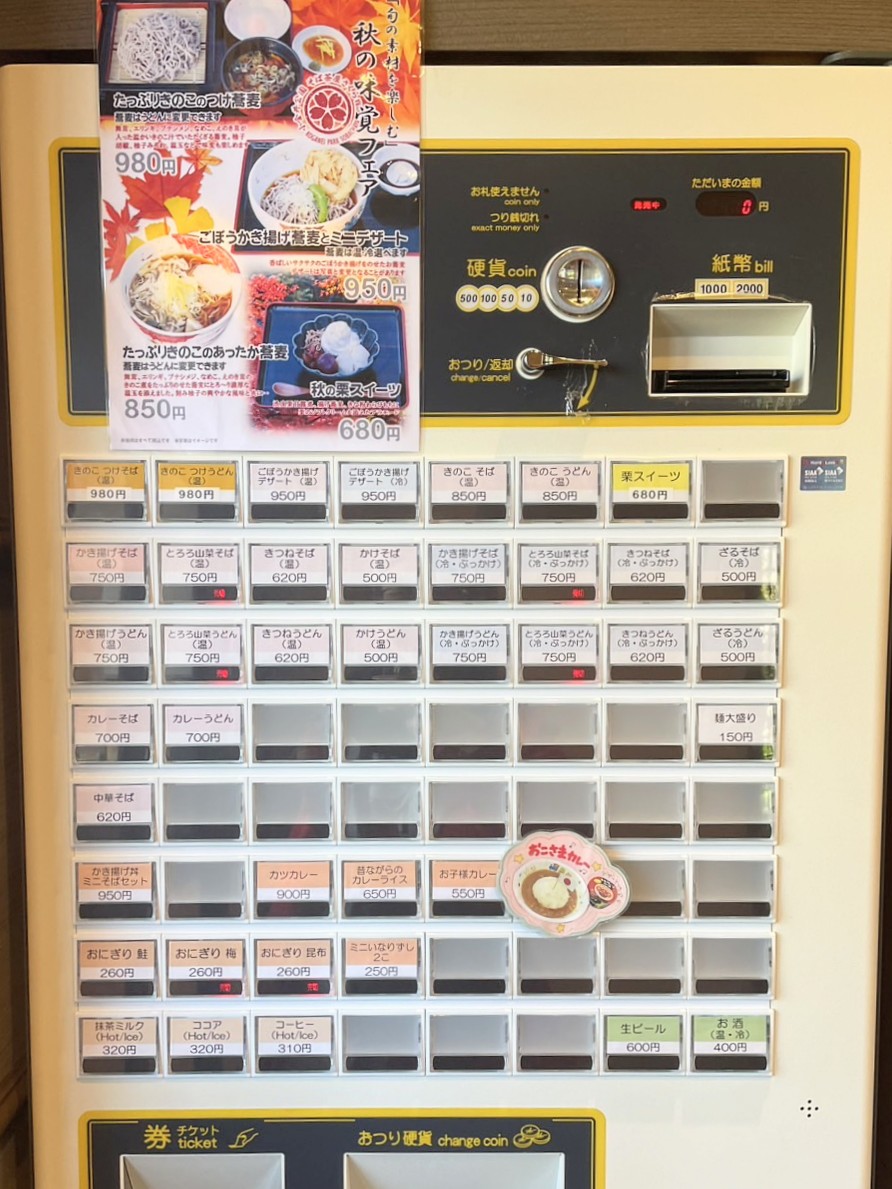 「旬の素材を楽しむ」
秋の味覚フェア
たっぷりきのこのつけ蕎麦
蕎麦はうどんに変更できます
980円
ごぼうかき揚げ蕎麦とミニデザート
蕎麦は温・冷選べます
950円
たっぷりきのこのあったか蕎麦
蕎麦はうどんに変更できます
850円
秋の栗スイーツ
680円
お札使えません
coin only
つり銭切れ
exact money only
発売中
ただいまの金額
0 円
硬貨 coin
500 100 50 10
紙幣 bill
1000 2000
おつり/返却
change/cancel
きのこ つけそば
(温)
980円
きのこ つけうどん
(温)
980円
ごぼうかき揚げ
デザート(温)
950円
ごぼうかき揚げ
デザート(冷)
950円
きのこ そば
(温)
850円
きのこ うどん
(温)
850円
栗スイーツ
680円
かき揚げそば
(温)
750円
とろろ山菜そば
(温)
750円
きつねそば
(温)
620円
かけそば
(温)
500円
かき揚げそば
(冷・ぶっかけ)
750円
とろろ山菜そば
(冷・ぶっかけ)
750円
きつねそば
(冷・ぶっかけ)
620円
ざるそば
(冷)
500円
かき揚げうどん
(温)
750円
とろろ山菜うどん
(温)
750円
きつねうどん
(温)
620円
かけうどん
(温)
500円
かき揚げうどん
(冷・ぶっかけ)
750円
とろろ山菜うどん
(冷・ぶっかけ)
750円
きつねうどん
(冷・ぶっかけ)
620円
ざるうどん
(冷)
500円
カレーそば
700円
カレーうどん
700円
麺大盛り
150円
中華そば
620円
かき揚げ丼
ミニそばセット
950円
カツカレー
900円
昔ながらの
カレーライス
650円
お子様カレー
550円
おこさまカレー
おにぎり 鮭
260円
おにぎり 梅
260円
おにぎり 昆布
260円
ミニいなりずし
2こ
250円
抹茶ミルク
(Hot/Ice)
320円
ココア
(Hot/Ice)
320円
コーヒー
(Hot/Ice)
310円
生ビール
600円
お酒
(温・冷)
400円
券 チケット
ticket
おつり硬貨 change coin